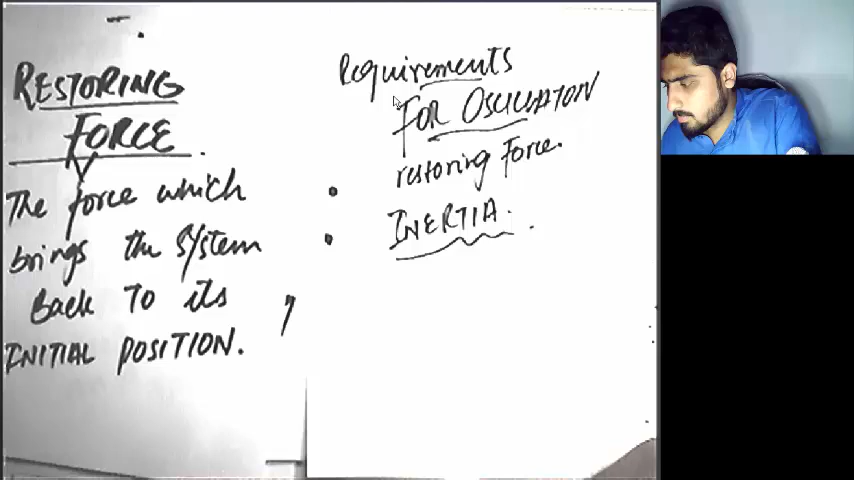 RESTORING
FORCE.
The force which
brings the system
Back TO its
INITIAL POSITION.
Requirements
FOR OSCILLATION
restoring force.
INERTIA.